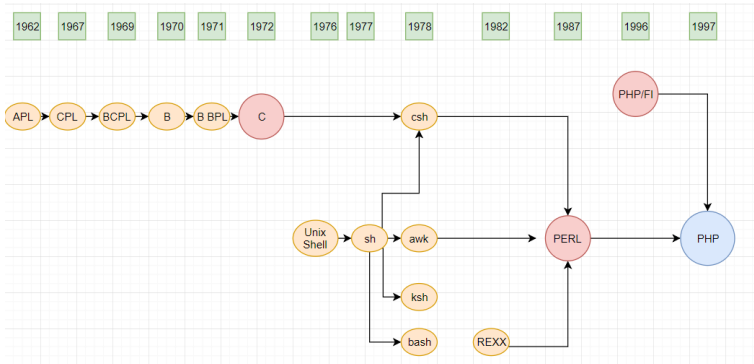 1962 1967 1969 1970 1971 1972 1976 1977 1978 1982 1987 1996 1997
PHP/FI
APL CPL BCPL B B BPL C csh
Unix
Shell
sh awk PERL PHP
ksh
bash REXX